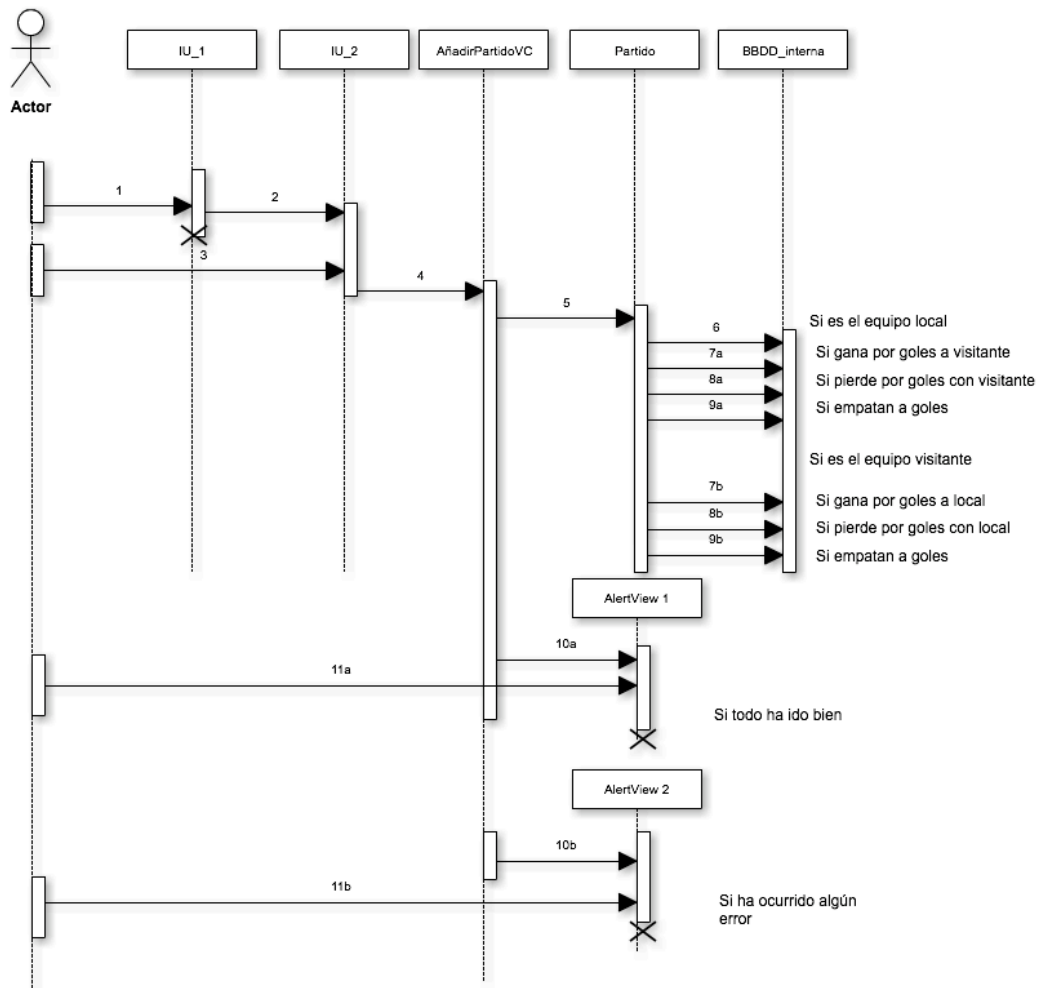 IU_1
IU_2
AñadirPartidoVC
Partido
BBDD_interna
Actor
1
2
3
4
5
6
Si es el equipo local
7a
Si gana por goles a visitante
8a
Si pierde por goles con visitante
9a
Si empatan a goles
Si es el equipo visitante
7b
Si gana por goles a local
8b
Si pierde por goles con local
9b
Si empatan a goles
AlertView 1
10a
11a
Si todo ha ido bien
AlertView 2
10b
11b
Si ha ocurrido algún
error